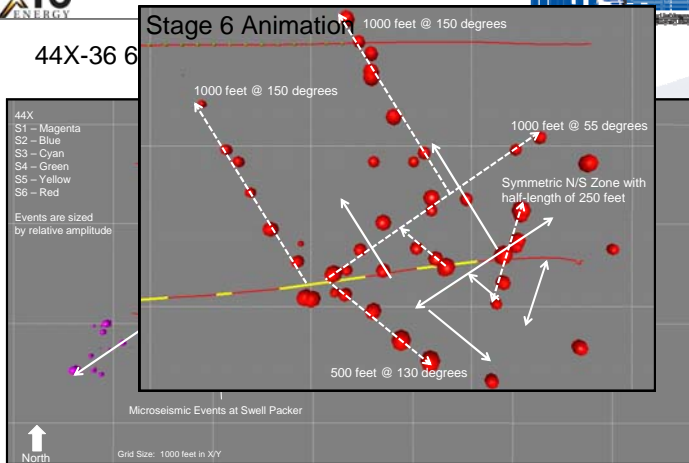 ENERGY
44X-36 6
Stage 6 Animation
1000 feet @ 150 degrees
1000 feet @ 150 degrees
1000 feet @ 55 degrees
Symmetric N/S Zone with
half-length of 250 feet
500 feet @ 130 degrees
44X
S1 – Magenta
S2 – Blue
S3 – Cyan
S4 – Green
S5 – Yellow
S6 – Red
Events are sized
by relative amplitude
Microseismic Events at Swell Packer
North
Grid Size: 1000 feet in X/Y